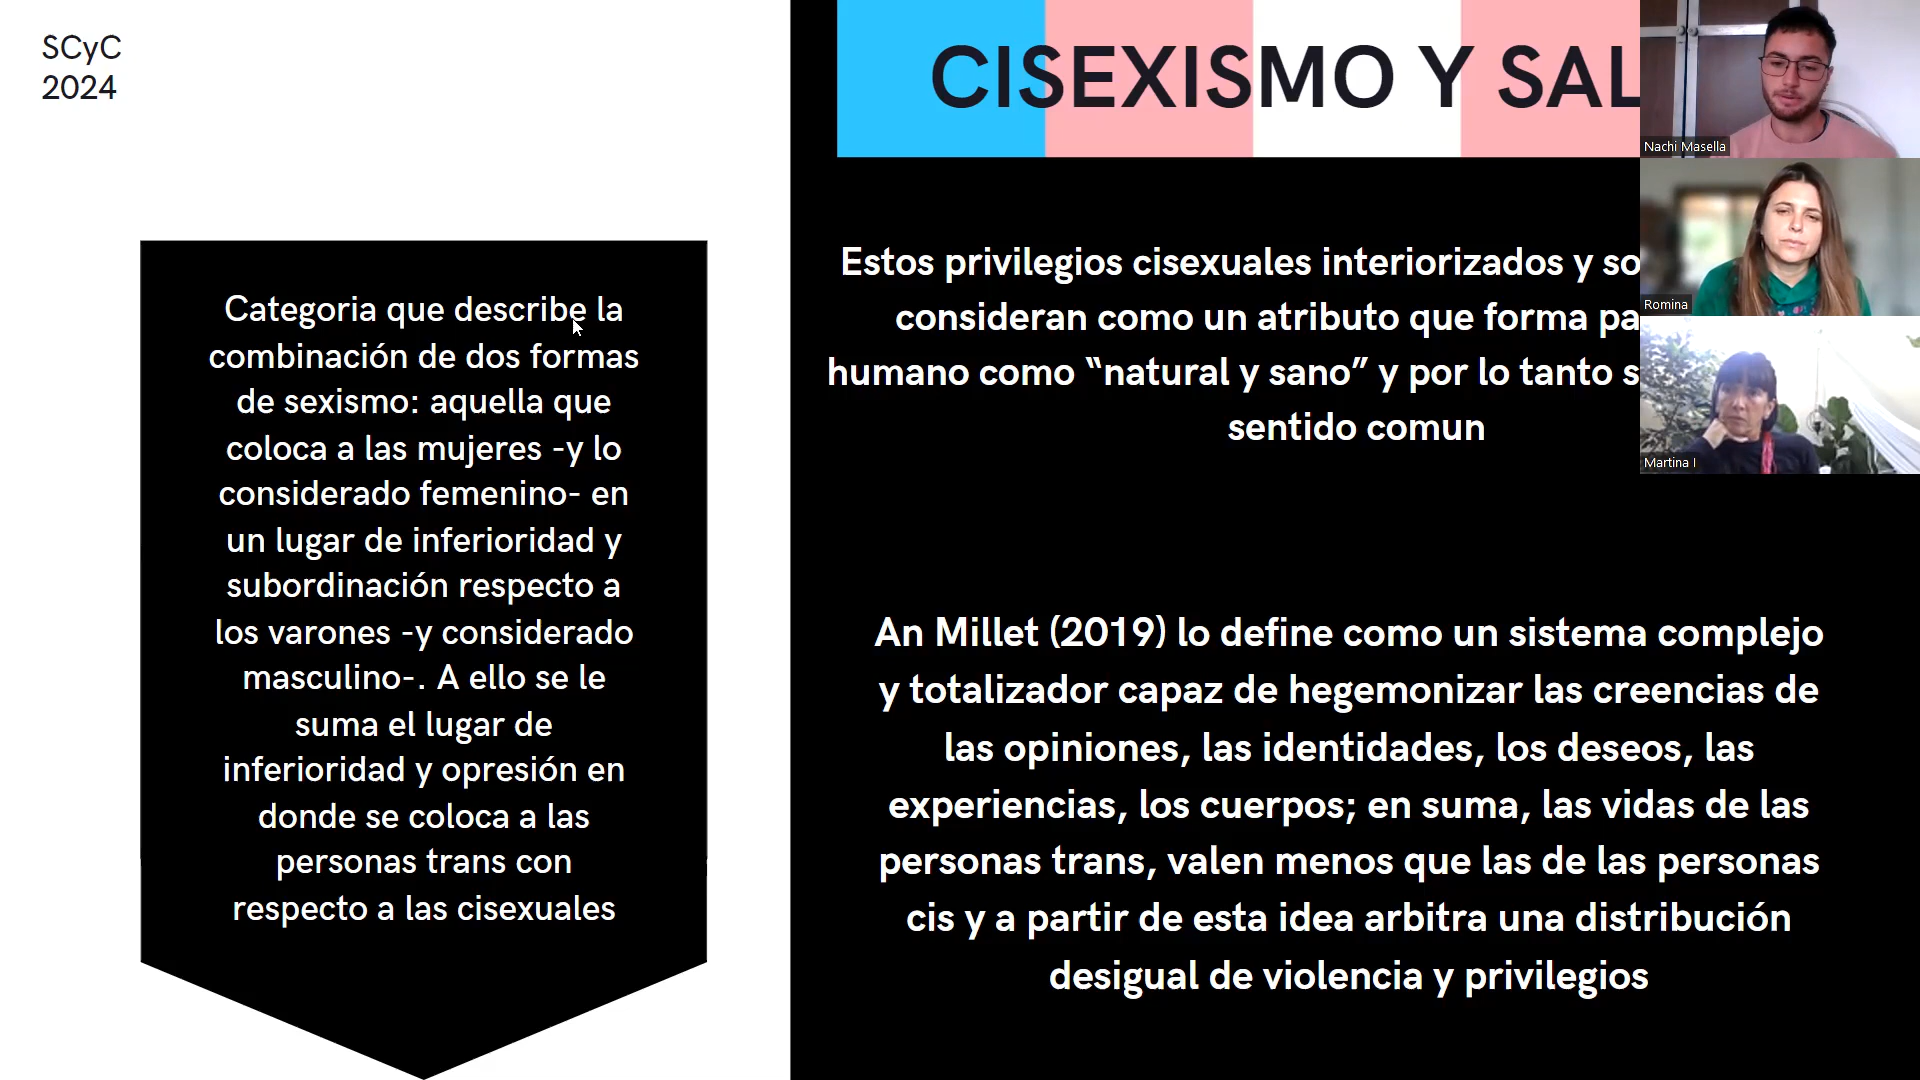 SCyC
2024
CISEXISMO Y SAL
Categoria que describe la
combinación de dos formas
de sexismo: aquella que
coloca a las mujeres -y lo
considerado femenino- en
un lugar de inferioridad y
subordinación respecto a
los varones -y considerado
masculino-. A ello se le
suma el lugar de
inferioridad y opresión en
donde se coloca a las
personas trans con
respecto a las cisexuales
Estos privilegios cisexuales interiorizados y so
consideran como un atributo que forma pa
humano como “natural y sano” y por lo tanto s
sentido comun
An Millet (2019) lo define como un sistema complejo
y totalizador capaz de hegemonizar las creencias de
las opiniones, las identidades, los deseos, las
experiencias, los cuerpos; en suma, las vidas de las
personas trans, valen menos que las de las personas
cis y a partir de esta idea arbitra una distribución
desigual de violencia y privilegios
Nachi Masella
Romina
Martina I